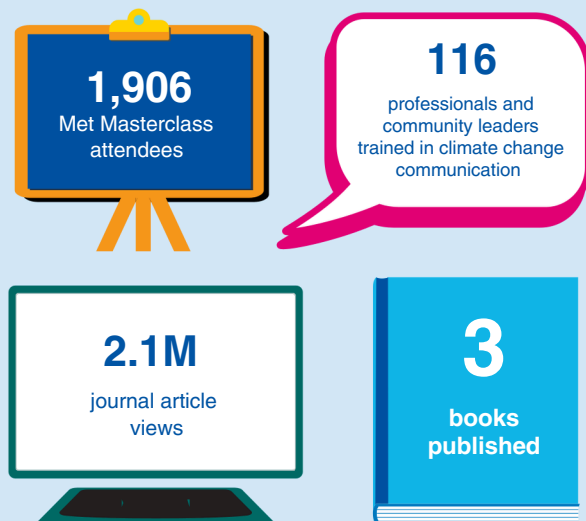 1,906
Met Masterclass
attendees
116
professionals and
community leaders
trained in climate change
communication
2.1M
journal article
views
3
books
published